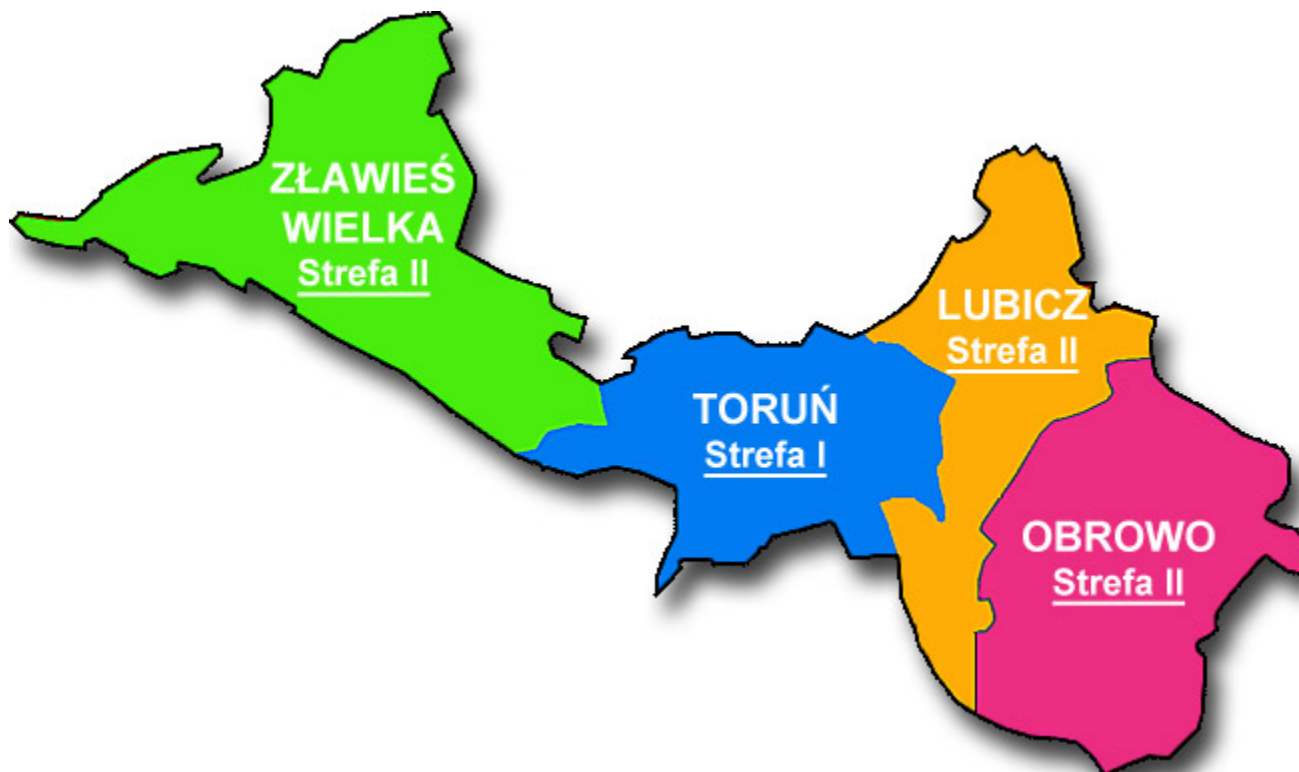 ZŁAWIEŚ
WIELKA
Strefa II
LUBICZ
Strefa II
TORUŃ
Strefa I
OBROWO
Strefa II